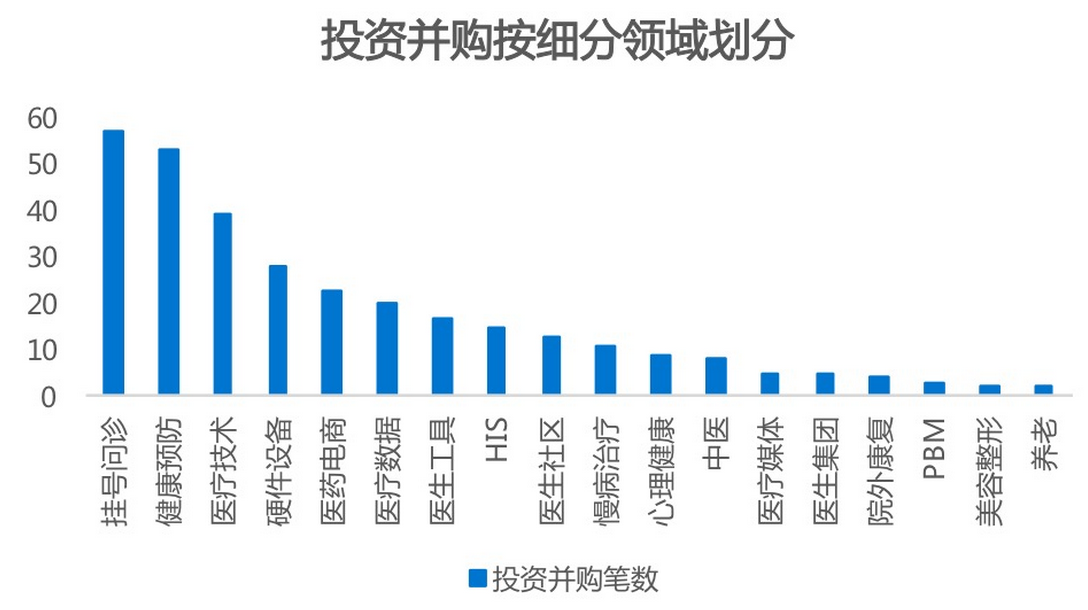 投资并购按细分领域划分
60
50
40
30
20
10
0
挂号问诊
健康预防
医疗技术
硬件设备
医药电商
医疗数据
医生工具
HIS
医生社区
慢病治疗
心理健康
中医
医疗媒体
医生集团
院外康复
PBM
美容整形
养老
投资并购笔数